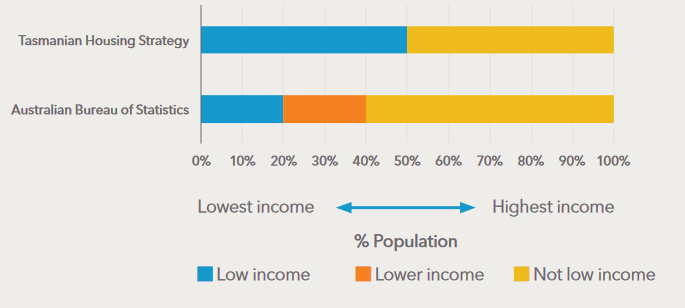 Tasmanian Housing Strategy
Australian Bureau of Statistics
0% 10% 20% 30% 40% 50% 60% 70% 80% 90% 100%
Lowest income Highest income
% Population
Low income Lower income Not low income